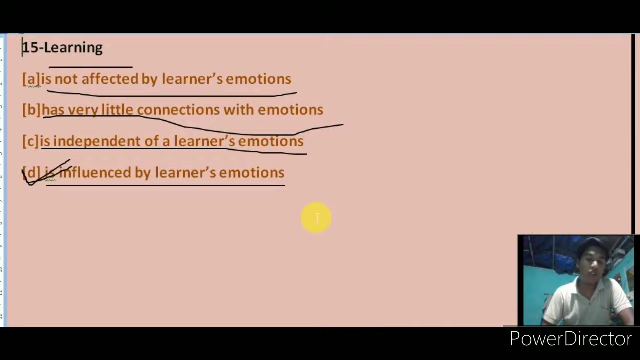 15-Learning
[a]is not affected by learner's emotions
[b]has very little connections with emotions
[c]is independent of a learner's emotions
[d] is influenced by learner's emotions
PowerDirector